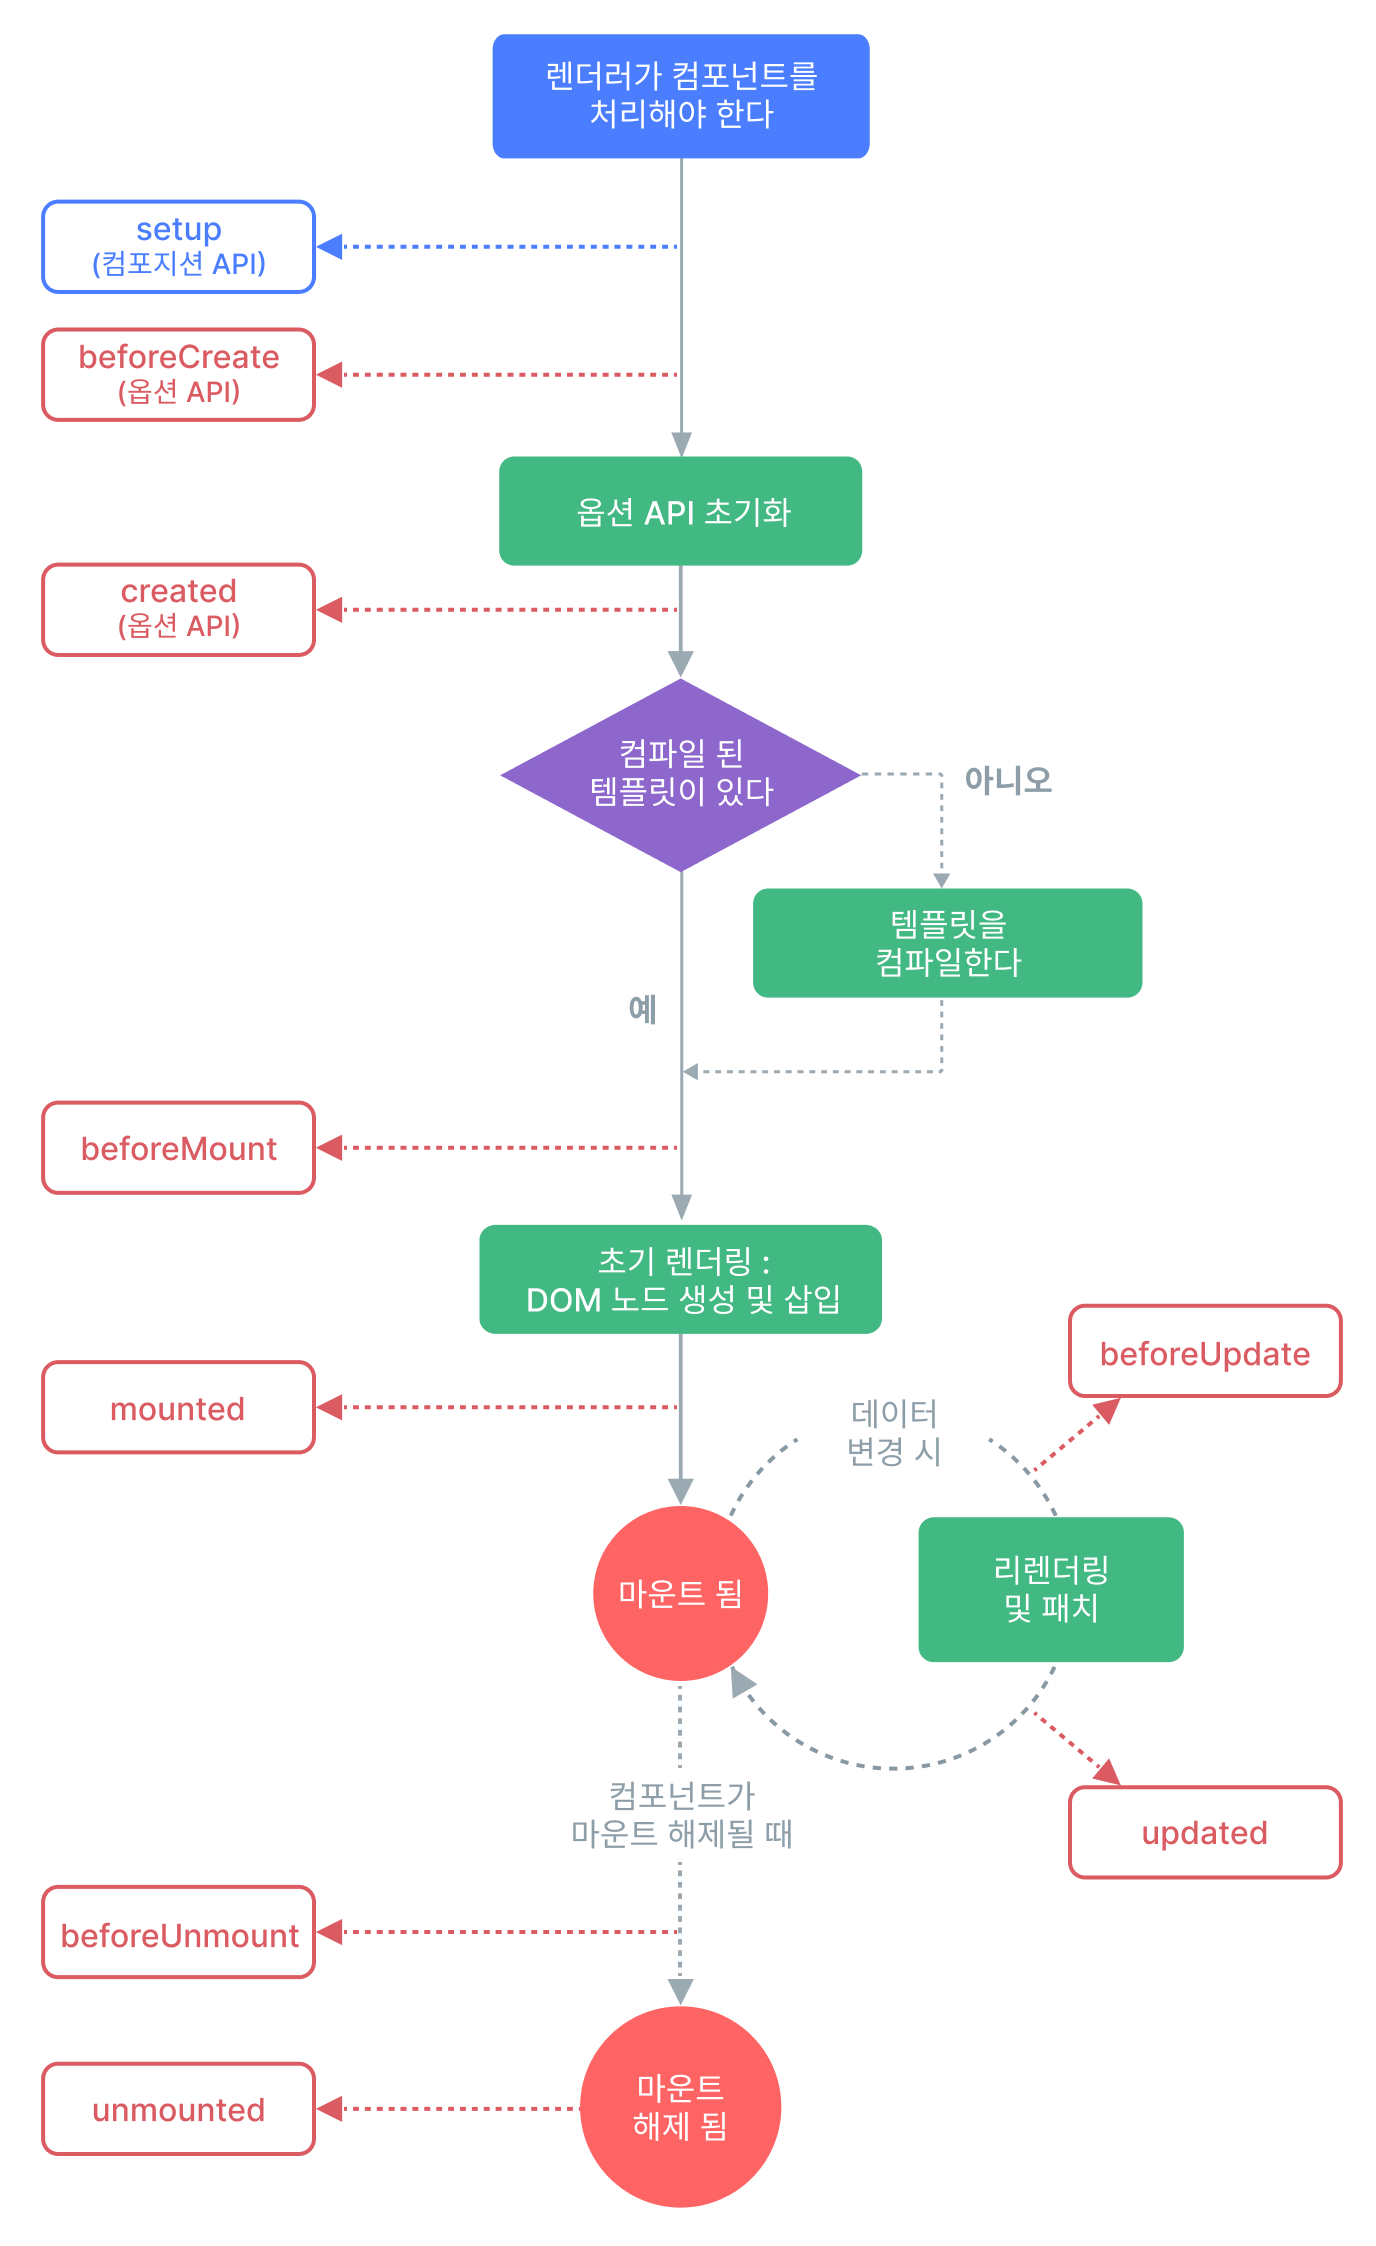 렌더러가 컴포넌트를
처리해야 한다
setup
(컴포지션 API)
beforeCreate
(옵션 API)
옵션 API 초기화
created
(옵션 API)
컴파일 된
템플릿이 있다
아니오
템플릿을
컴파일한다
예
beforeMount
초기 렌더링 :
DOM 노드 생성 및 삽입
beforeUpdate
mounted
데이터
변경 시
마운트 됨
리렌더링
및 패치
컴포넌트가
마운트 해제될 때
updated
beforeUnmount
마운트
해제 됨
unmounted